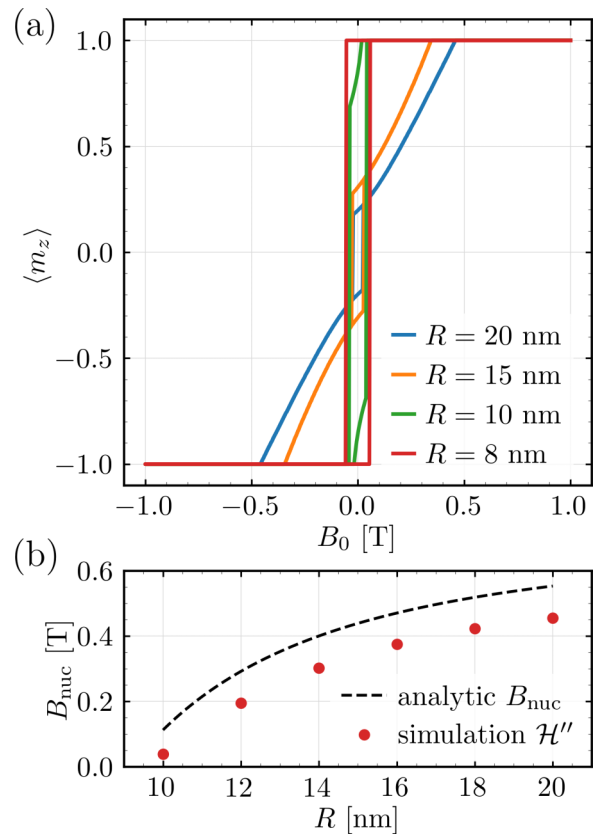 (a)
1.0
0.5
0.0
−0.5
−1.0
⟨m_z⟩
R = 20 nm
R = 15 nm
R = 10 nm
R = 8 nm
−1.0 −0.5 0.0 0.5 1.0
B_0 [T]
(b)
0.6
0.4
0.2
0.0
B_nuc [T]
analytic B_nuc
simulation ℋ″
10 12 14 16 18 20
R [nm]